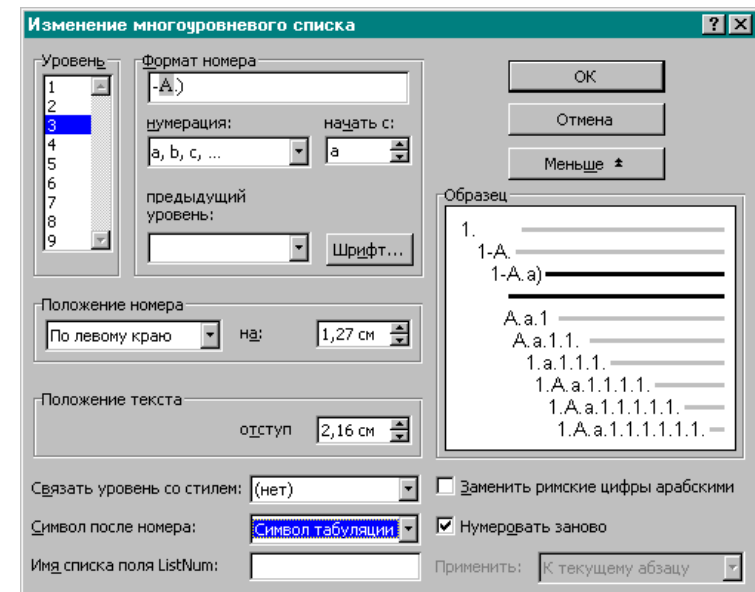 Изменение многоуровневого списка
Уровень
1
2
3
4
5
6
7
8
9
Формат номера
-А.)
нумерация:
начать с:
a, b, c, ...
a
предыдущий
уровень:
Шрифт...
ОК
Отмена
Меньше
Образец
1.
1-A.
1-A.a)
A.a.1
A.a.1.1.
1.a.1.1.1.
1.A.a.1.1.1.1.
1.A.a.1.1.1.1.1.
1.A.a.1.1.1.1.1.1.
Положение номера
По левому краю
на:
1,27 см
Положение текста
отступ
2,16 см
Связать уровень со стилем:
(нет)
Заменить римские цифры арабскими
Символ после номера:
Символ табуляции
Нумеровать заново
Имя списка поля ListNum:
Применить:
К текущему абзацу